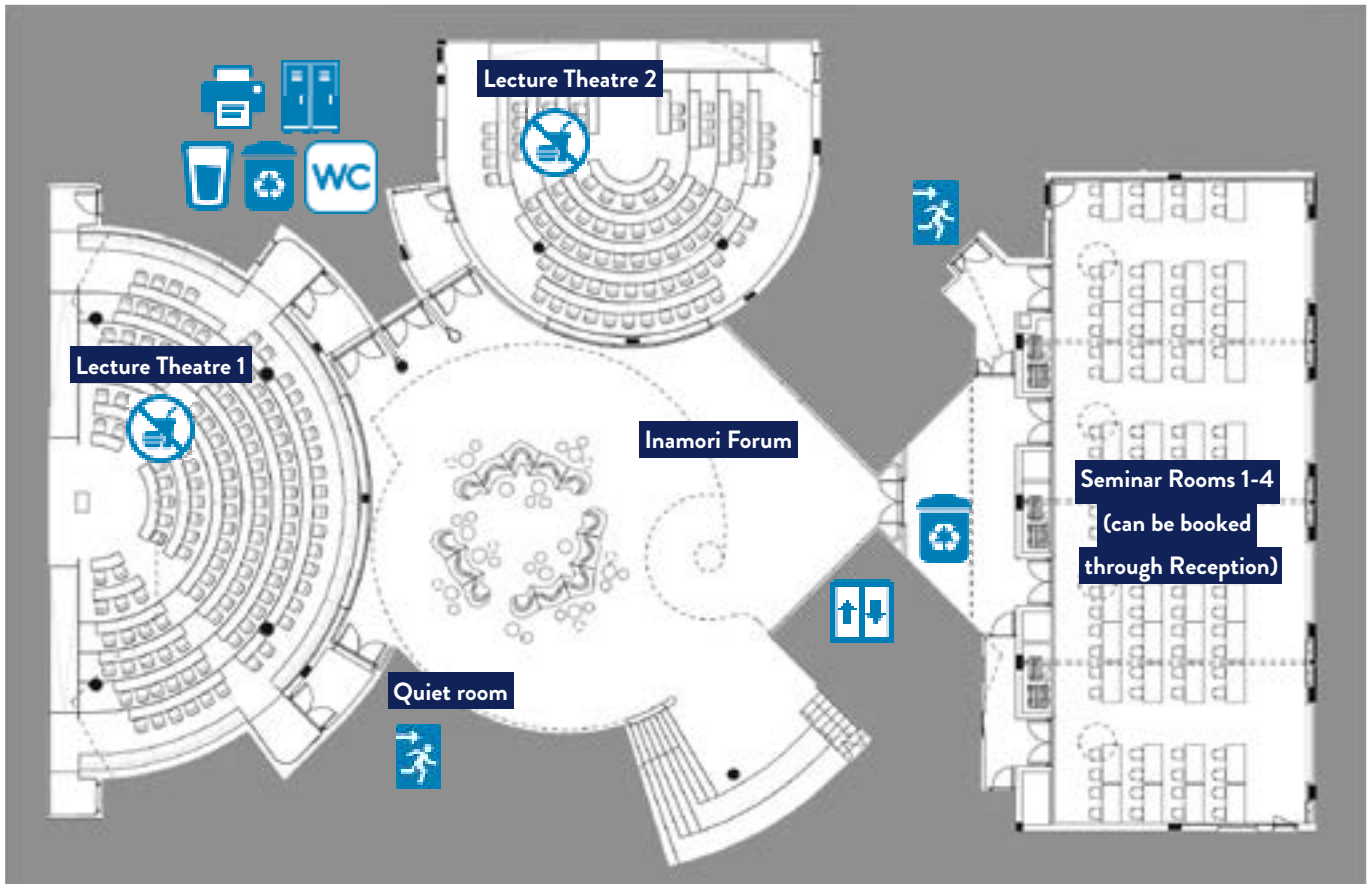 Lecture Theatre 2
WC
Lecture Theatre 1
Inamori Forum
Seminar Rooms 1-4
(can be booked
through Reception)
Quiet room